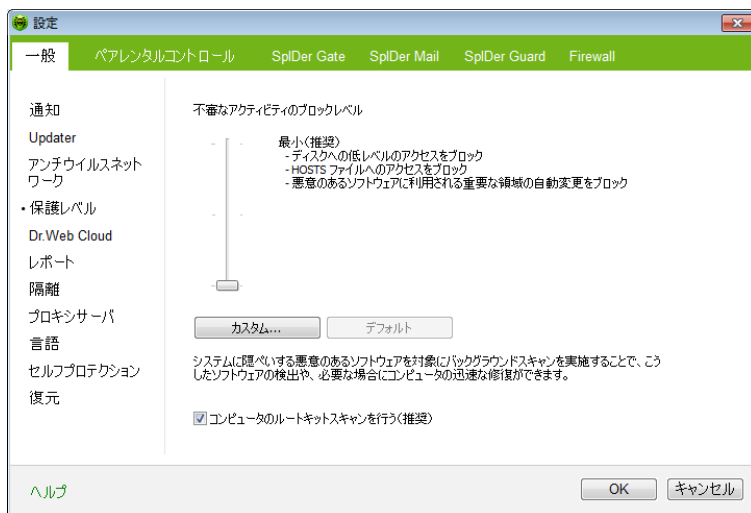 設定
一般
ペアレンタルコントロール
SpIDer Gate
SpIDer Mail
SpIDer Guard
Firewall
通知
Updater
アンチウイルスネット
ワーク
・保護レベル
Dr.Web Cloud
レポート
隔離
プロキシサーバ
言語
セルフプロテクション
復元
不審なアクティビティのブロックレベル
最小(推奨)
- ディスクへの低レベルのアクセスをブロック
- HOSTS ファイルへのアクセスをブロック
- 悪意のあるソフトウェアに利用される重要な領域の自動変更をブロック
カスタム...
デフォルト
システムに隠ぺいする悪意のあるソフトウェアを対象にバックグラウンドスキャンを実施することで、こう
したソフトウェアの検出や、必要な場合にコンピュータの迅速な修復ができます。
コンピュータのルートキットスキャンを行う(推奨)
ヘルプ
OK
キャンセル